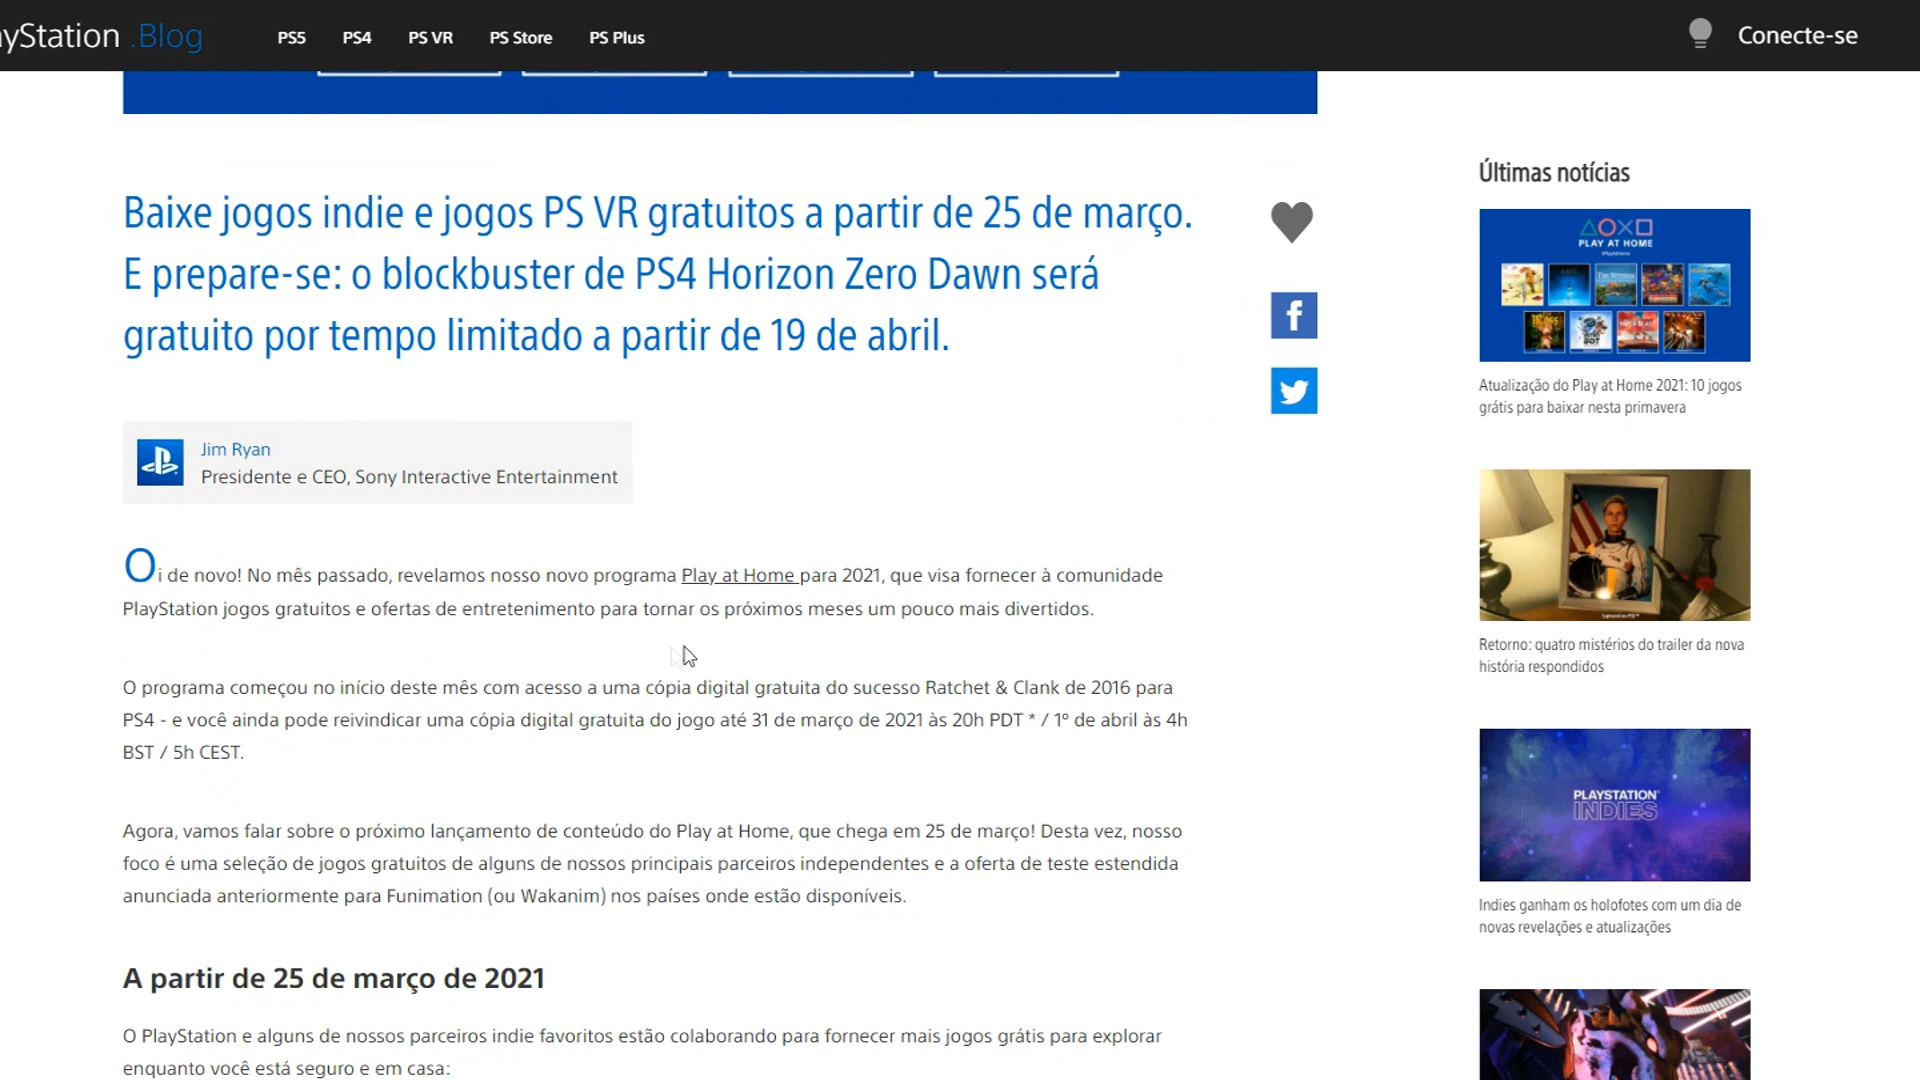 ayStation .Blog
PS5 PS4 PS VR PS Store PS Plus
Conecte-se
Baixe jogos indie e jogos PS VR gratuitos a partir de 25 de março.
E prepare-se: o blockbuster de PS4 Horizon Zero Dawn será
gratuito por tempo limitado a partir de 19 de abril.
Jim Ryan
Presidente e CEO, Sony Interactive Entertainment
Oi de novo! No mês passado, revelamos nosso novo programa Play at Home para 2021, que visa fornecer à comunidade
PlayStation jogos gratuitos e ofertas de entretenimento para tornar os próximos meses um pouco mais divertidos.
O programa começou no início deste mês com acesso a uma cópia digital gratuita do sucesso Ratchet & Clank de 2016 para
PS4 - e você ainda pode reivindicar uma cópia digital gratuita do jogo até 31 de março de 2021 às 20h PDT * / 1º de abril às 4h
BST / 5h CEST.
Agora, vamos falar sobre o próximo lançamento de conteúdo do Play at Home, que chega em 25 de março! Desta vez, nosso
foco é uma seleção de jogos gratuitos de alguns de nossos principais parceiros independentes e a oferta de teste estendida
anunciada anteriormente para Funimation (ou Wakanim) nos países onde estão disponíveis.
A partir de 25 de março de 2021
O PlayStation e alguns de nossos parceiros indie favoritos estão colaborando para fornecer mais jogos grátis para explorar
enquanto você está seguro e em casa:
Últimas notícias
PLAY AT HOME
Atualização do Play at Home 2021: 10 jogos
grátis para baixar nesta primavera
Retorno: quatro mistérios do trailer da nova
história respondidos
PLAYSTATION
INDIES
Indies ganham os holofotes com um dia de
novas revelações e atualizações